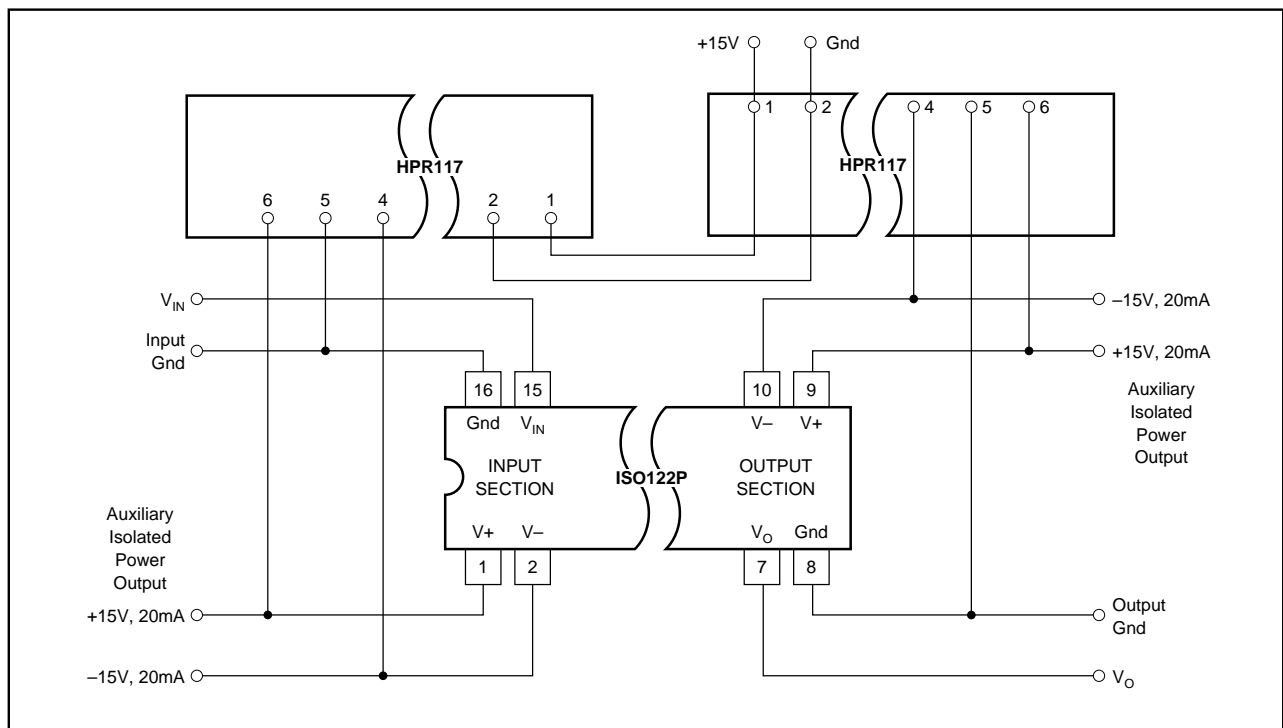 +15V Gnd
1 2 4 5 6
HPR117 HPR117
6 5 4 2 1
V_IN
–15V, 20mA
Input
Gnd
+15V, 20mA
16 15 10 9
Gnd V_IN V– V+
Auxiliary
Isolated
Power
Output
INPUT
SECTION
ISO122P
OUTPUT
SECTION
Auxiliary
Isolated
Power
Output
V+ V– V_O Gnd
1 2 7 8
+15V, 20mA
Output
Gnd
–15V, 20mA
V_O